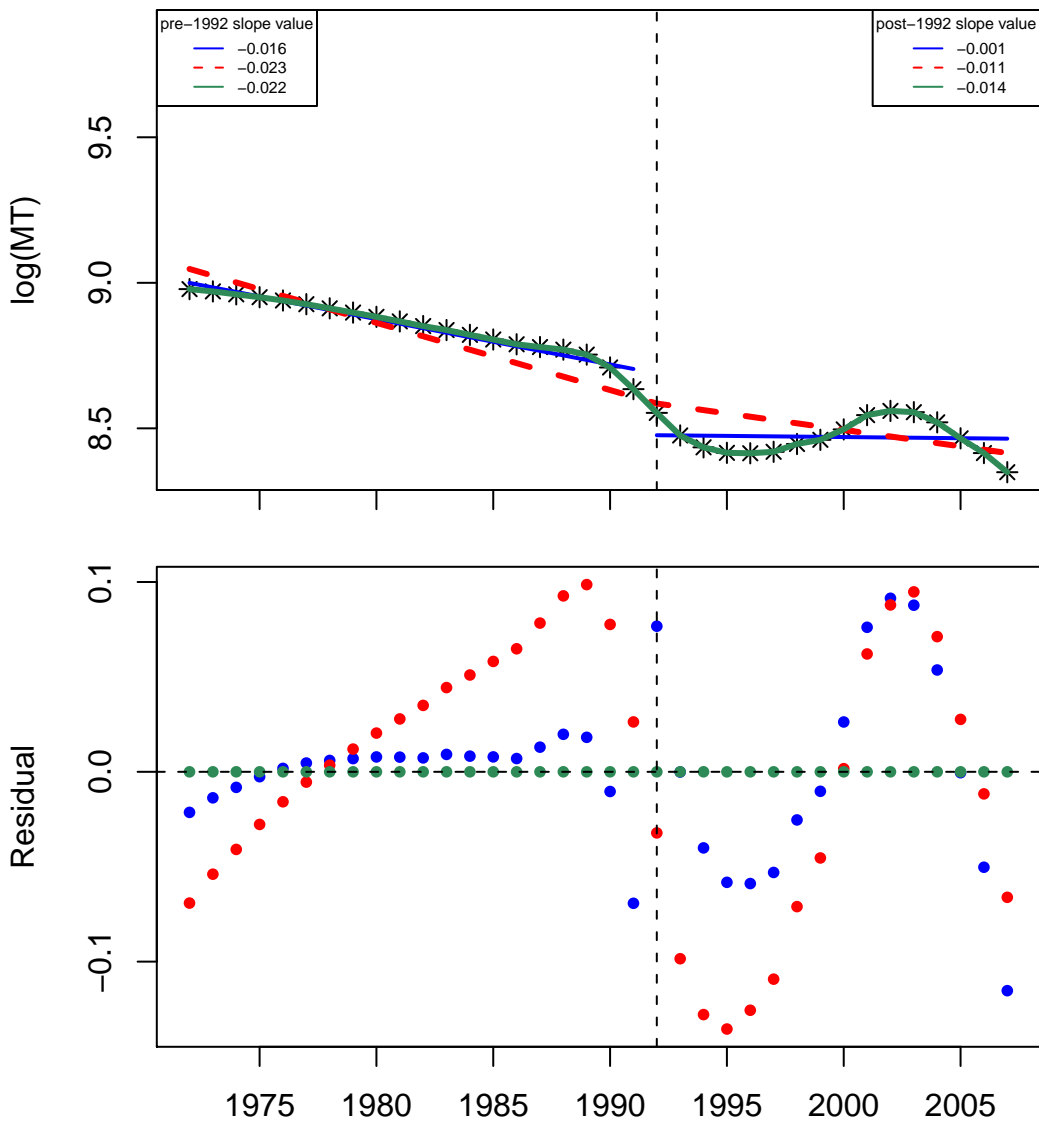 pre−1992 slope value
−0.016
−0.023
−0.022
post−1992 slope value
−0.001
−0.011
−0.014
log(MT)
9.5
9.0
8.5
Residual
0.1
0.0
−0.1
1975 1980 1985 1990 1995 2000 2005